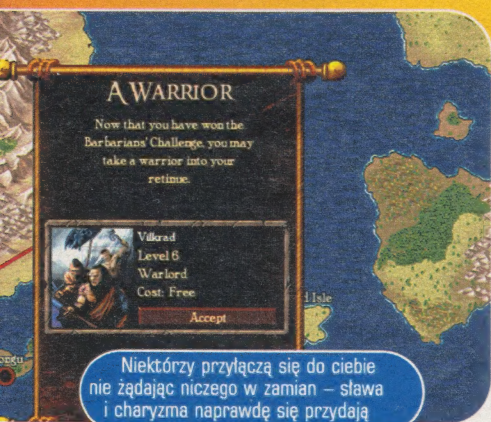 A WARRIOR
Now that you have won the
Barbarians' Challenge, you may
take a warrior into your
retinue.
Vilkrad
Level 6
Warlord
Cost: Free
Accept
Isle
Niektórzy przyłączą się do ciebie
nie żądając niczego w zamian – sława
i charyzma naprawdę się przydają